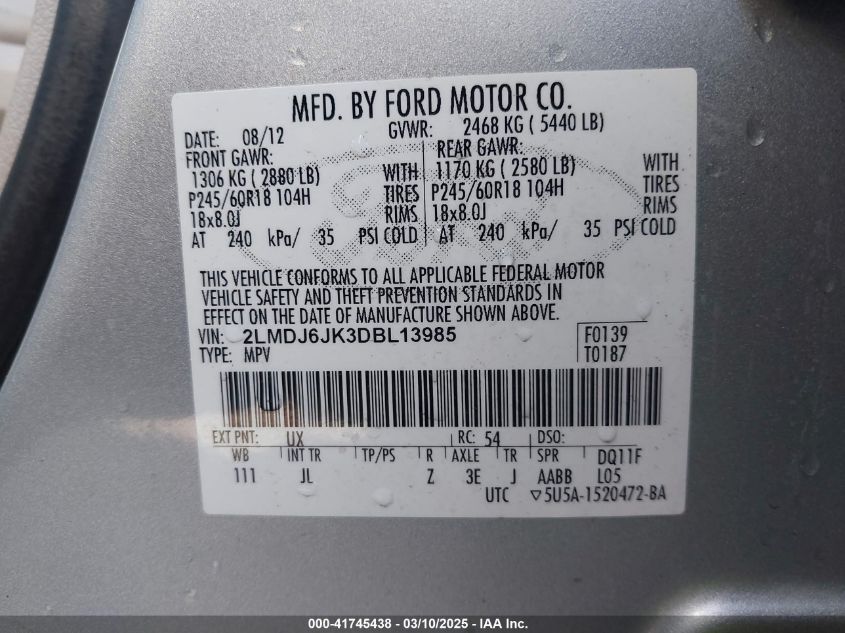 MFD. BY FORD MOTOR CO.
DATE: 08/12 GVWR: 2468 KG ( 5440 LB)
FRONT GAWR: REAR GAWR:
1306 KG ( 2880 LB) WITH 1170 KG ( 2580 LB) WITH
P245/60R18 104H TIRES P245/60R18 104H TIRES
18x8.0J RIMS 18x8.0J RIMS
AT 240 kPa/ 35 PSI COLD AT 240 kPa/ 35 PSI COLD
THIS VEHICLE CONFORMS TO ALL APPLICABLE FEDERAL MOTOR
VEHICLE SAFETY AND THEFT PREVENTION STANDARDS IN
EFFECT ON THE DATE OF MANUFACTURE SHOWN ABOVE.
VIN: 2LMDJ6JK3DBL13985 F0139
TYPE: MPV T0187
EXT PNT: UX RC: 54 DSO:
WB INT TR TP/PS R AXLE TR SPR DQ11F
111 JL Z 3E J AABB L05
UTC ▽5U5A-1520472-BA
000-41745438 - 03/10/2025 - IAA Inc.